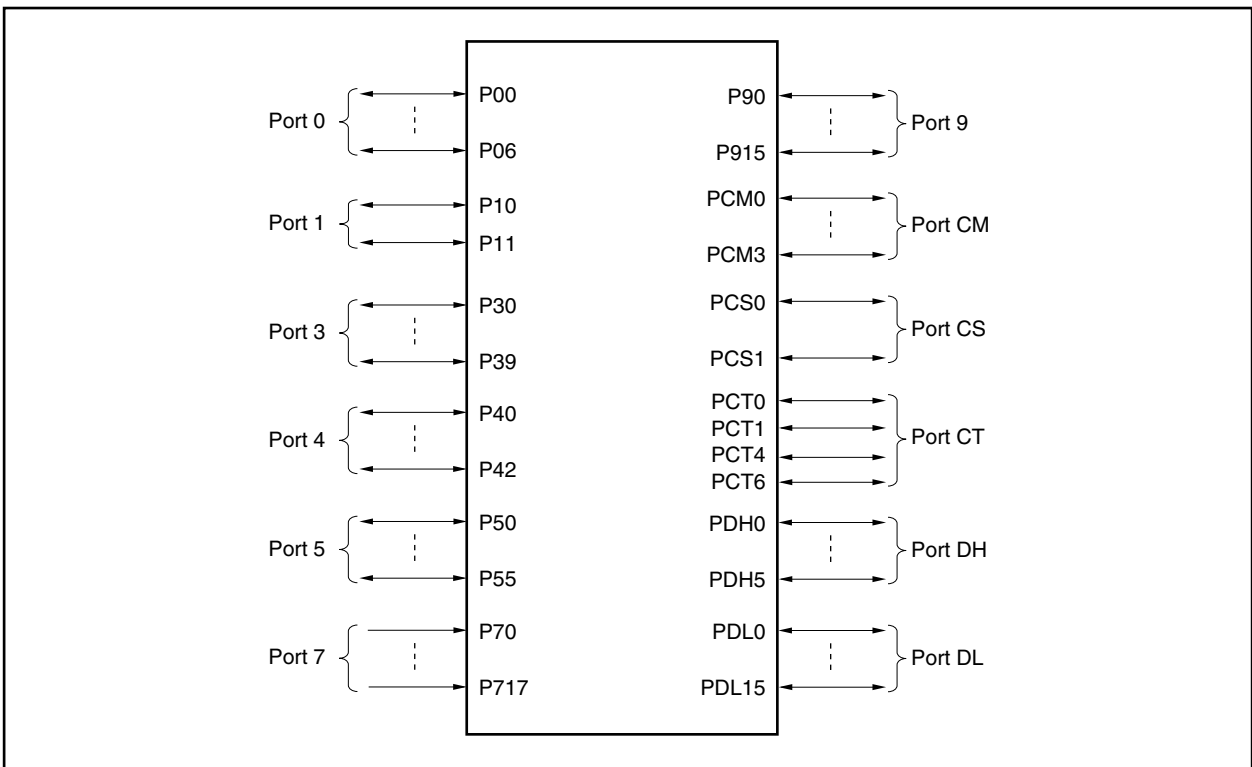 Port 0
P00
P06
Port 1
P10
P11
Port 3
P30
P39
Port 4
P40
P42
Port 5
P50
P55
Port 7
P70
P717
P90
P915
Port 9
PCM0
PCM3
Port CM
PCS0
PCS1
Port CS
PCT0
PCT1
PCT4
PCT6
Port CT
PDH0
PDH5
Port DH
PDL0
PDL15
Port DL